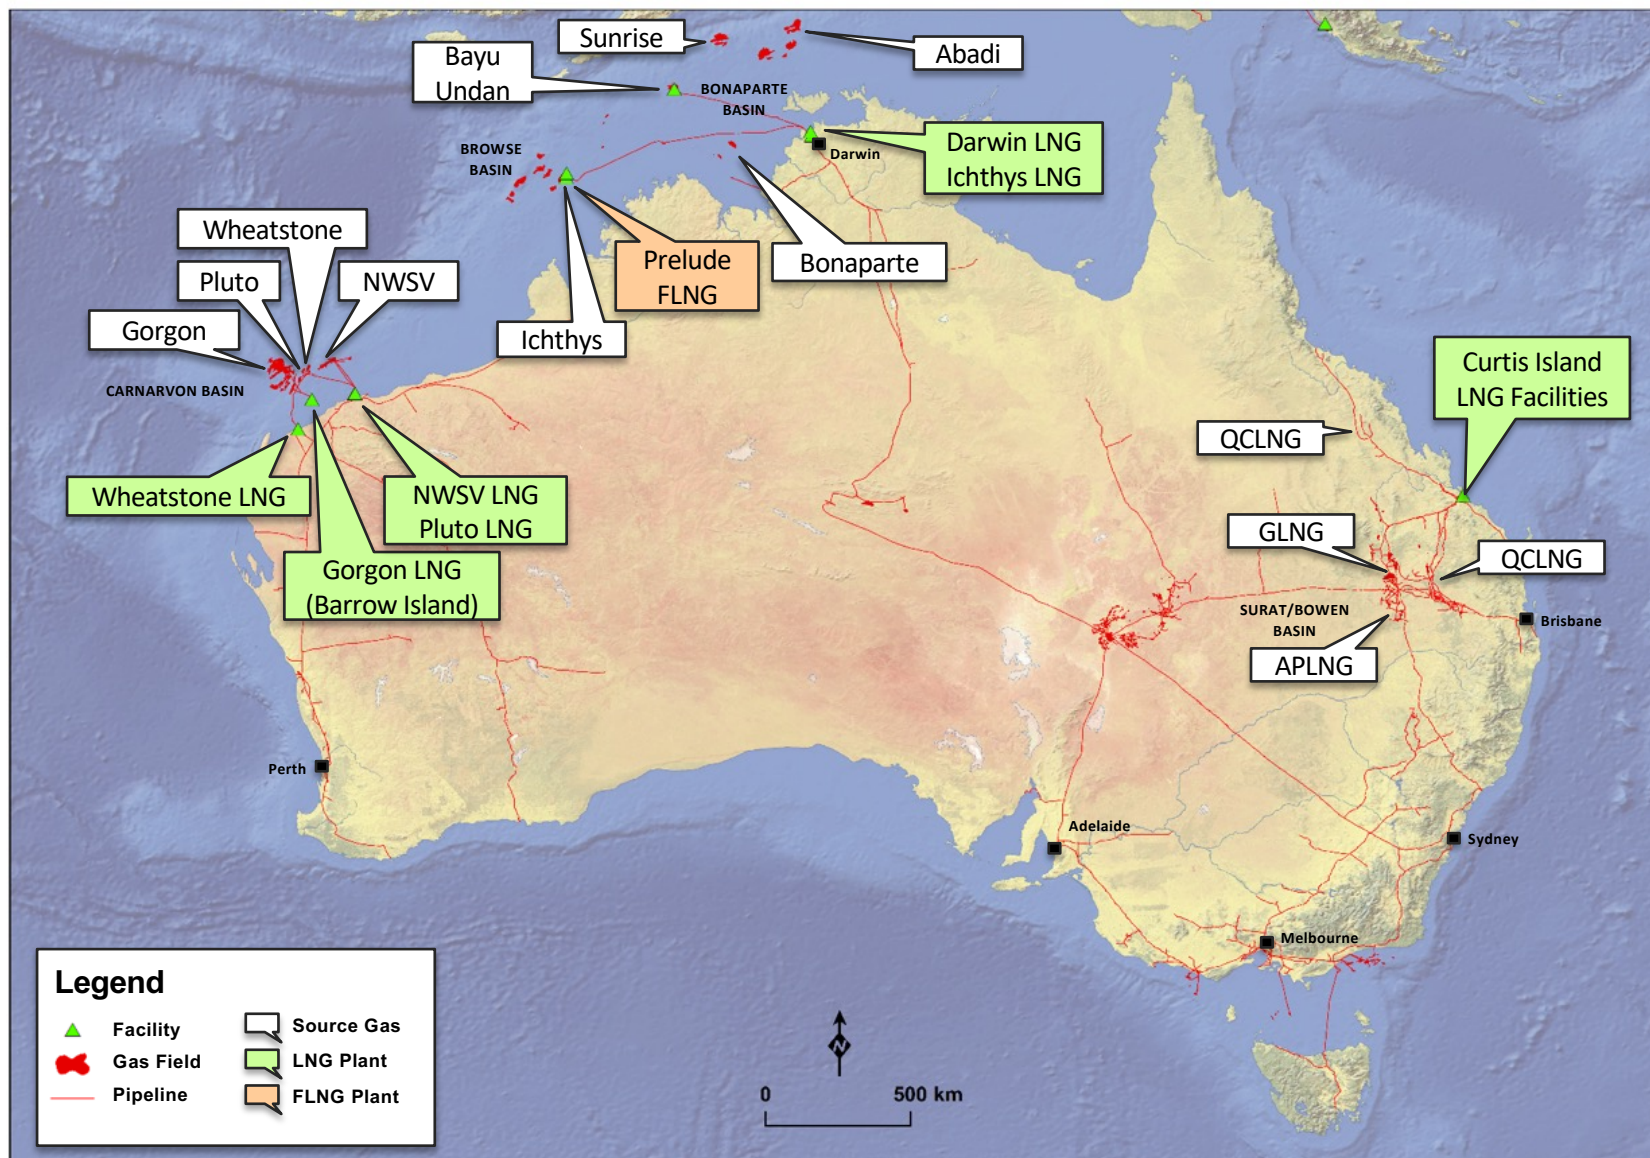 Sunrise
Abadi
Bayu
Undan
BONAPARTE
BASIN
BROWSE
BASIN
Darwin
Darwin LNG
Ichthys LNG
Wheatstone
Pluto
NWSV
Gorgon
Prelude
FLNG
Bonaparte
Ichthys
CARNARVON BASIN
Curtis Island
LNG Facilities
QCLNG
Wheatstone LNG
NWSV LNG
Pluto LNG
Gorgon LNG
(Barrow Island)
GLNG
QCLNG
SURAT/BOWEN
BASIN
Brisbane
APLNG
Perth
Adelaide
Sydney
Melbourne
Legend
Facility
Gas Field
Pipeline
Source Gas
LNG Plant
FLNG Plant
N
0 500 km